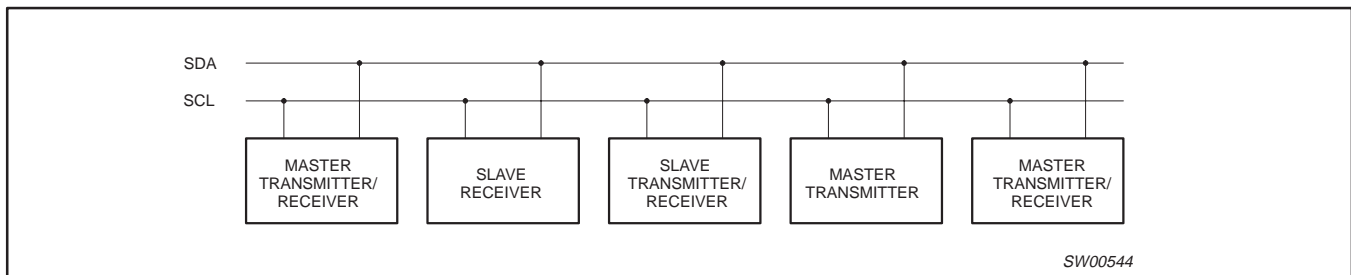 SDA
SCL
MASTER
TRANSMITTER/
RECEIVER
SLAVE
RECEIVER
SLAVE
TRANSMITTER/
RECEIVER
MASTER
TRANSMITTER
MASTER
TRANSMITTER/
RECEIVER
SW00544